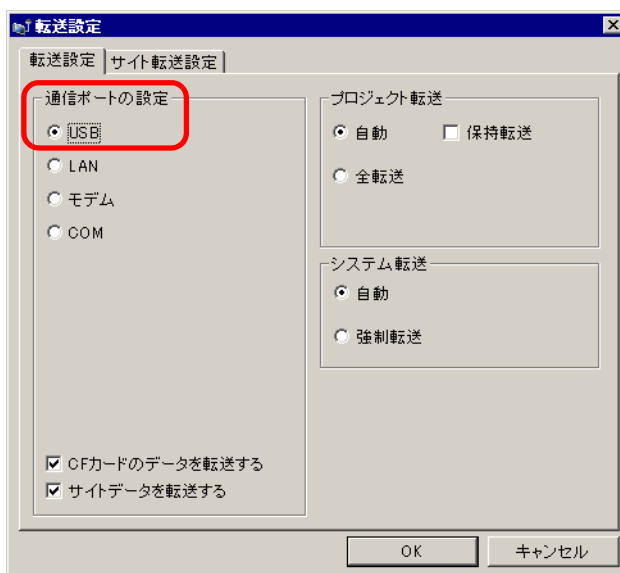 転送設定
転送設定 サイト転送設定
通信ポートの設定
USB
LAN
モデム
COM
CFカードのデータを転送する
サイトデータを転送する
プロジェクト転送
自動 保持転送
全転送
システム転送
自動
強制転送
OK キャンセル